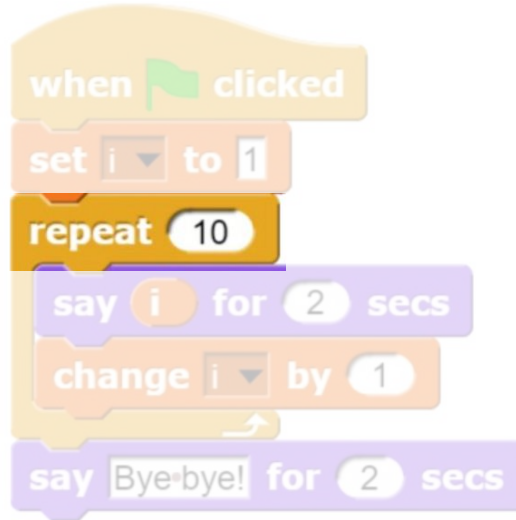 when clicked
set i to 1
repeat 10
say i for 2 secs
change i by 1
say Bye bye! for 2 secs